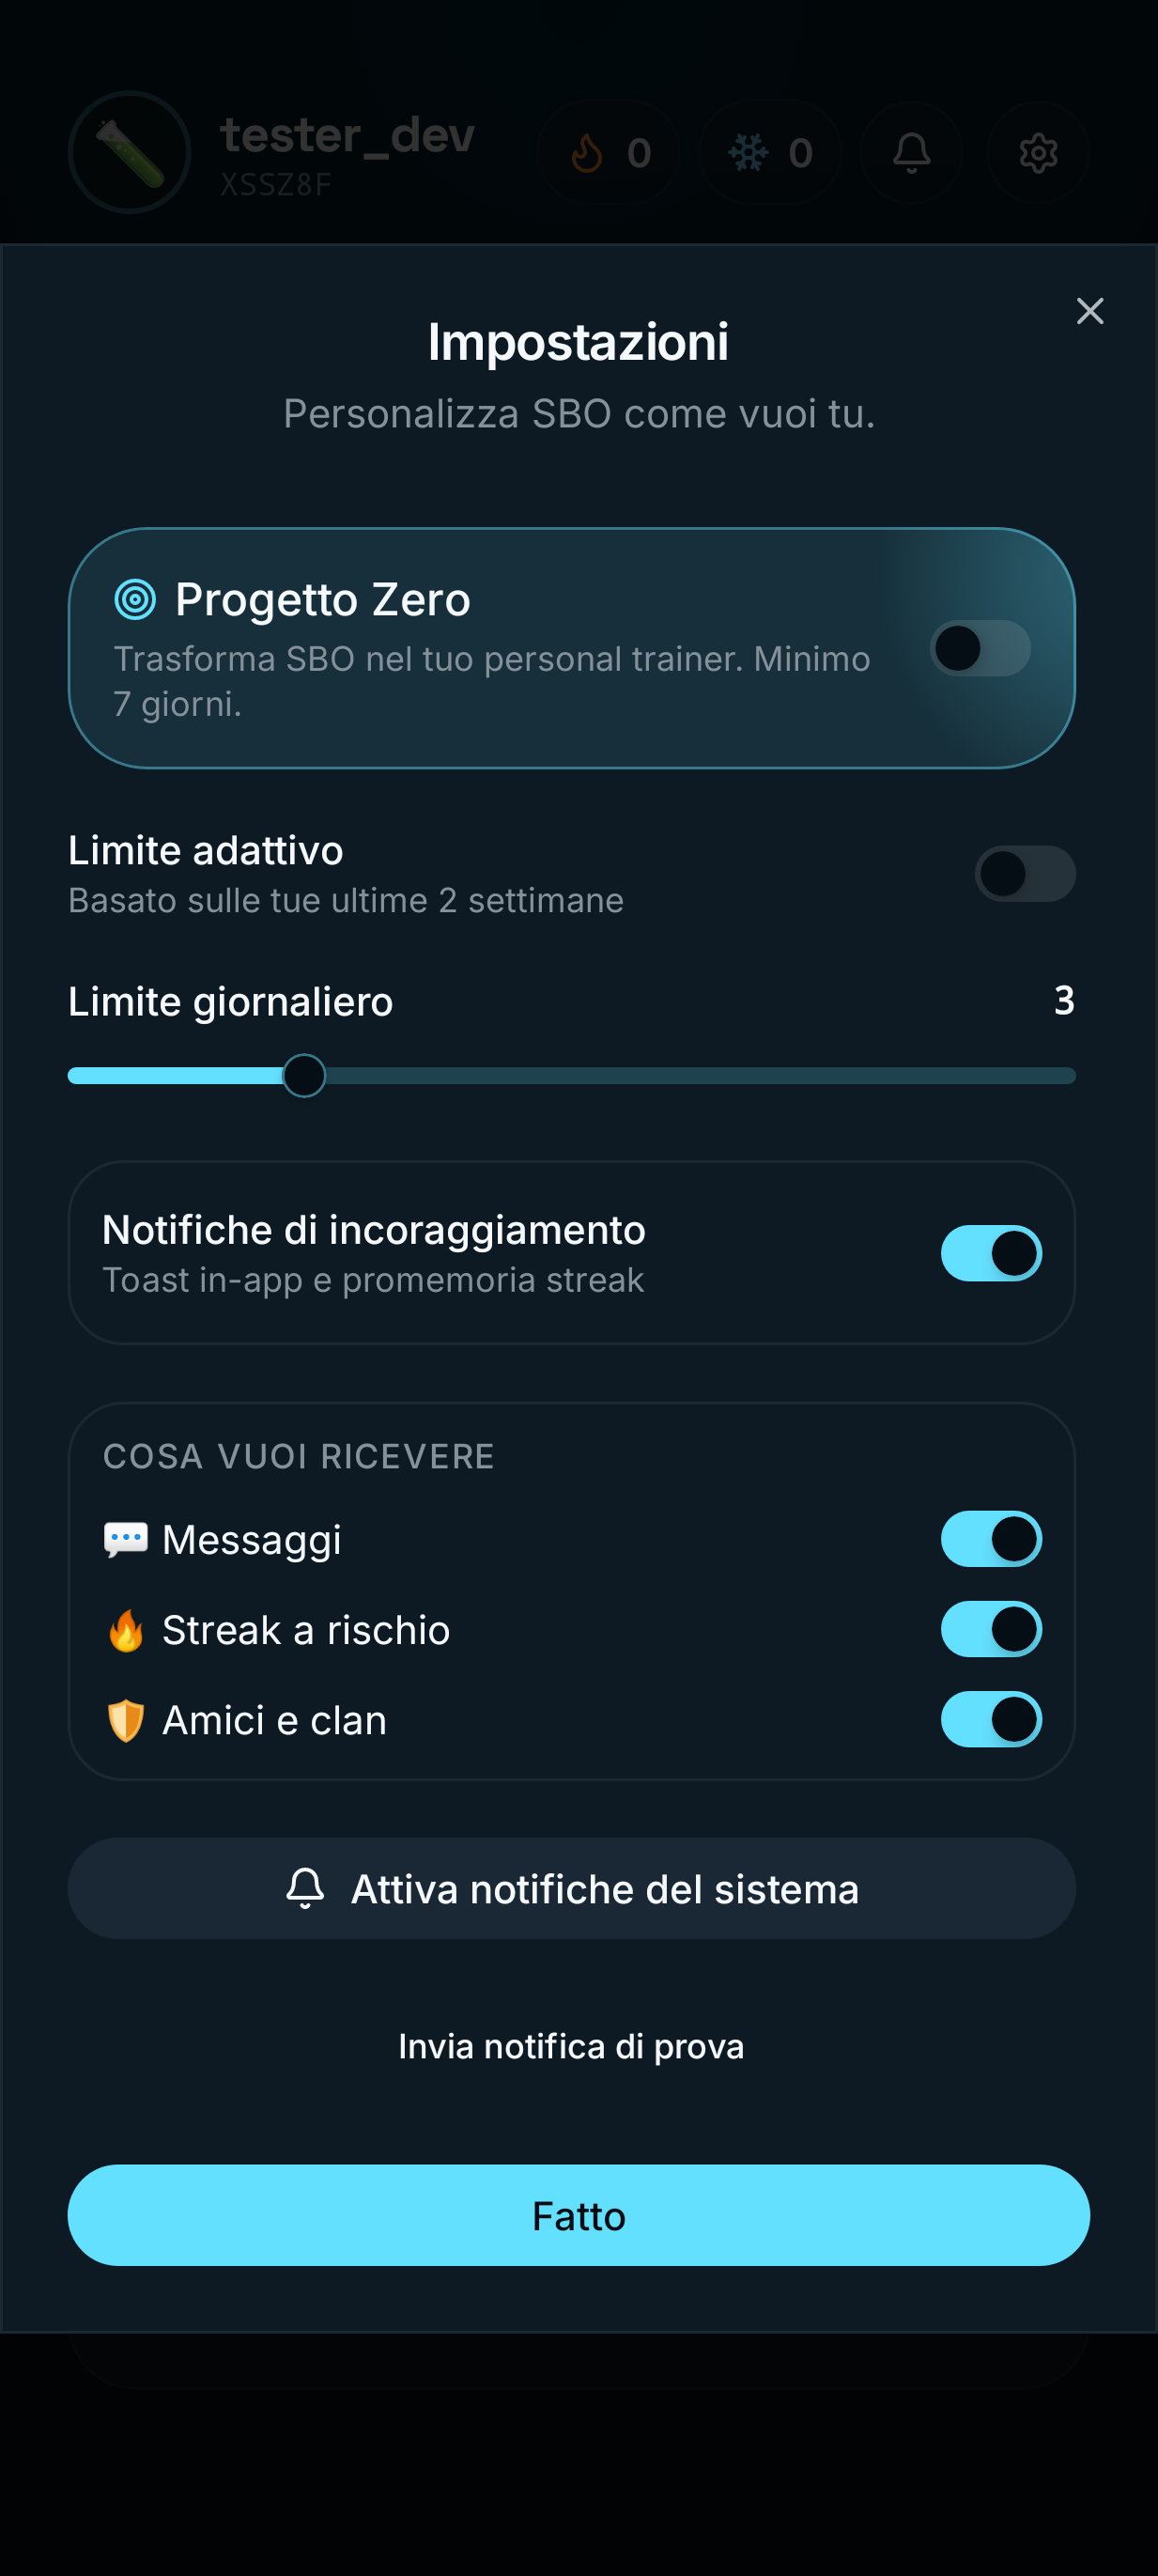 tester_dev
XSSZ8F
0
0
Impostazioni
Personalizza SBO come vuoi tu.
Progetto Zero
Trasforma SBO nel tuo personal trainer. Minimo
7 giorni.
Limite adattivo
Basato sulle tue ultime 2 settimane
Limite giornaliero
3
Notifiche di incoraggiamento
Toast in-app e promemoria streak
COSA VUOI RICEVERE
Messaggi
Streak a rischio
Amici e clan
Attiva notifiche del sistema
Invia notifica di prova
Fatto